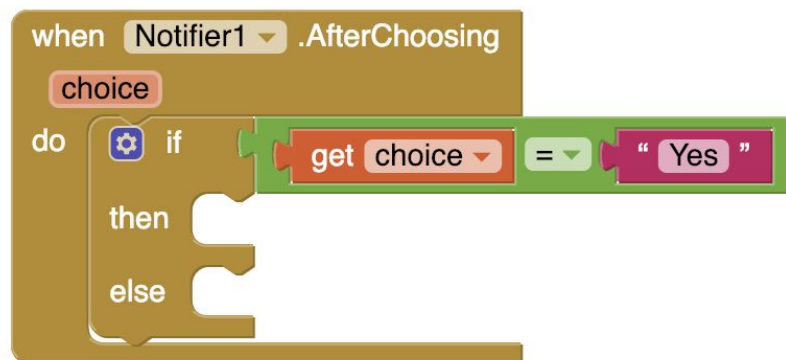 when Notifier1 .AfterChoosing
choice
do if get choice = “ Yes ”
then
else